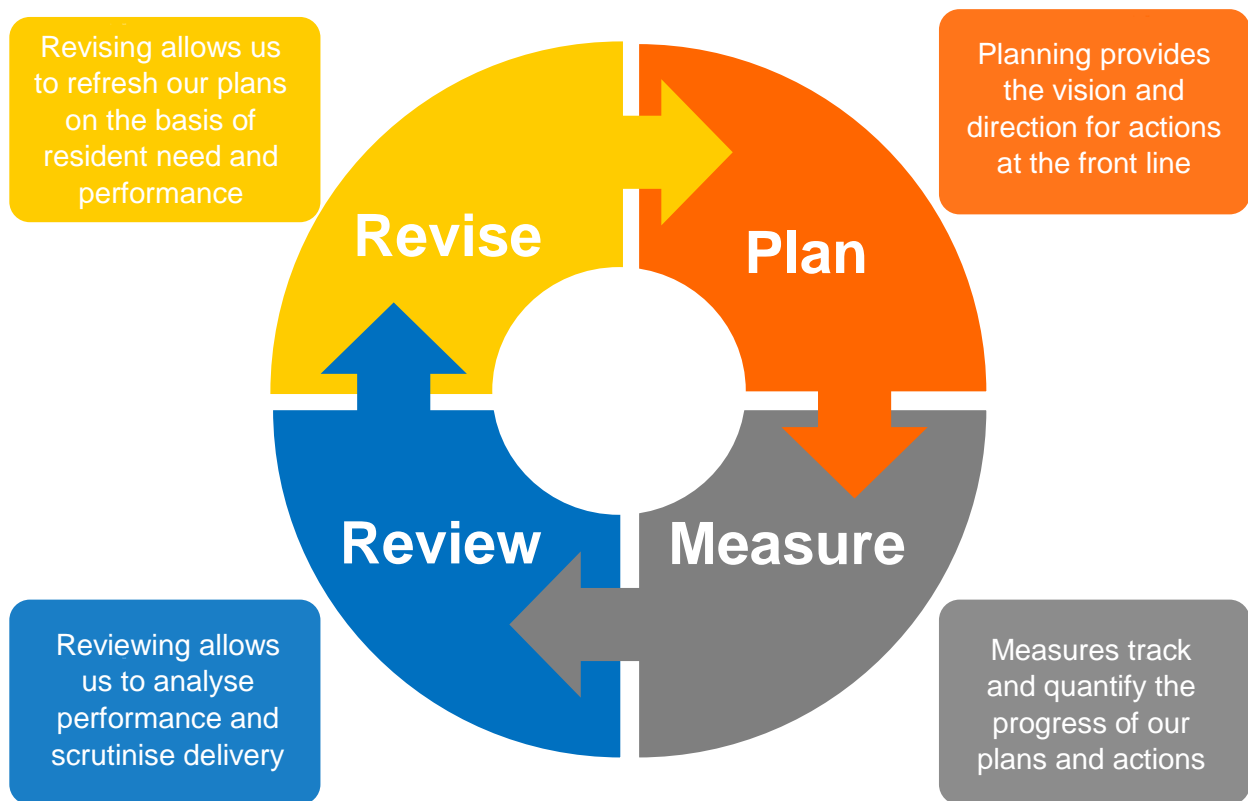 Revising allows us
to refresh our plans
on the basis of
resident need and
performance
Planning provides
the vision and
direction for actions
at the front line
Revise
Plan
Review
Measure
Reviewing allows
us to analyse
performance and
scrutinise delivery
Measures track
and quantify the
progress of our
plans and actions